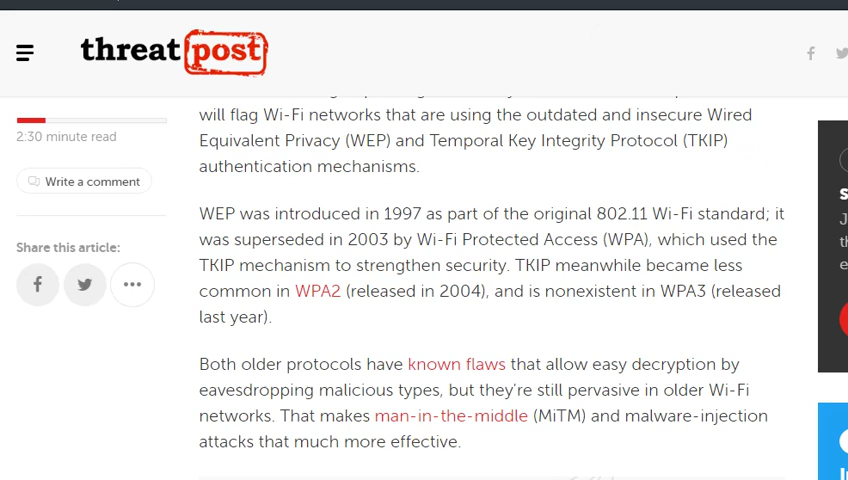 threatpost
will flag Wi-Fi networks that are using the outdated and insecure Wired
Equivalent Privacy (WEP) and Temporal Key Integrity Protocol (TKIP)
authentication mechanisms.
2:30 minute read
Write a comment
Share this article:
WEP was introduced in 1997 as part of the original 802.11 Wi-Fi standard; it
was superseded in 2003 by Wi-Fi Protected Access (WPA), which used the
TKIP mechanism to strengthen security. TKIP meanwhile became less
common in WPA2 (released in 2004), and is nonexistent in WPA3 (released
last year).
Both older protocols have known flaws that allow easy decryption by
eavesdropping malicious types, but they're still pervasive in older Wi-Fi
networks. That makes man-in-the-middle (MiTM) and malware-injection
attacks that much more effective.